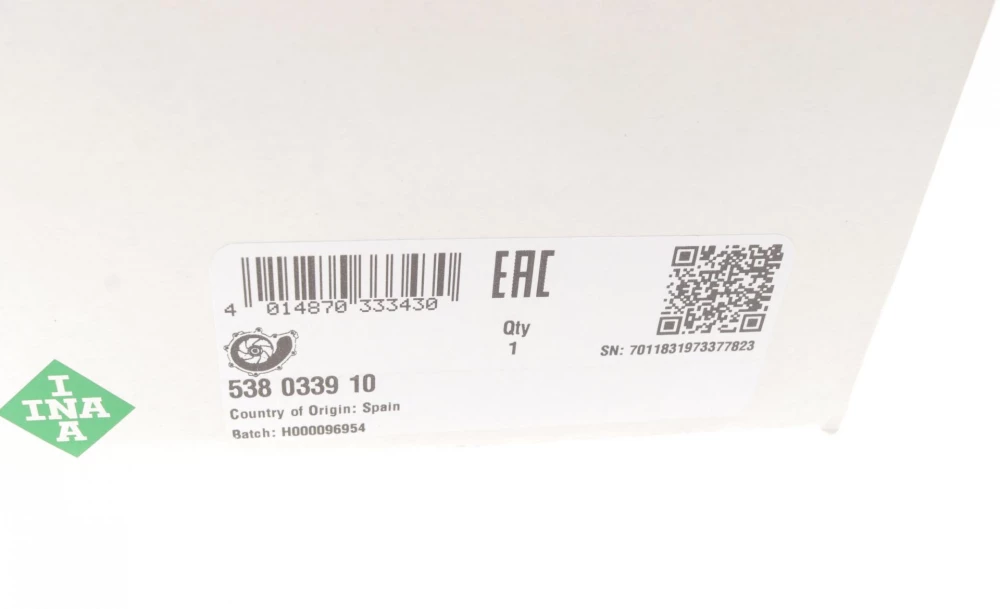 4 014870 333430
EAC
Qty
1
SN: 7011831973377823
538 0339 10
Country of Origin: Spain
Batch: H000096954
I
INA
A